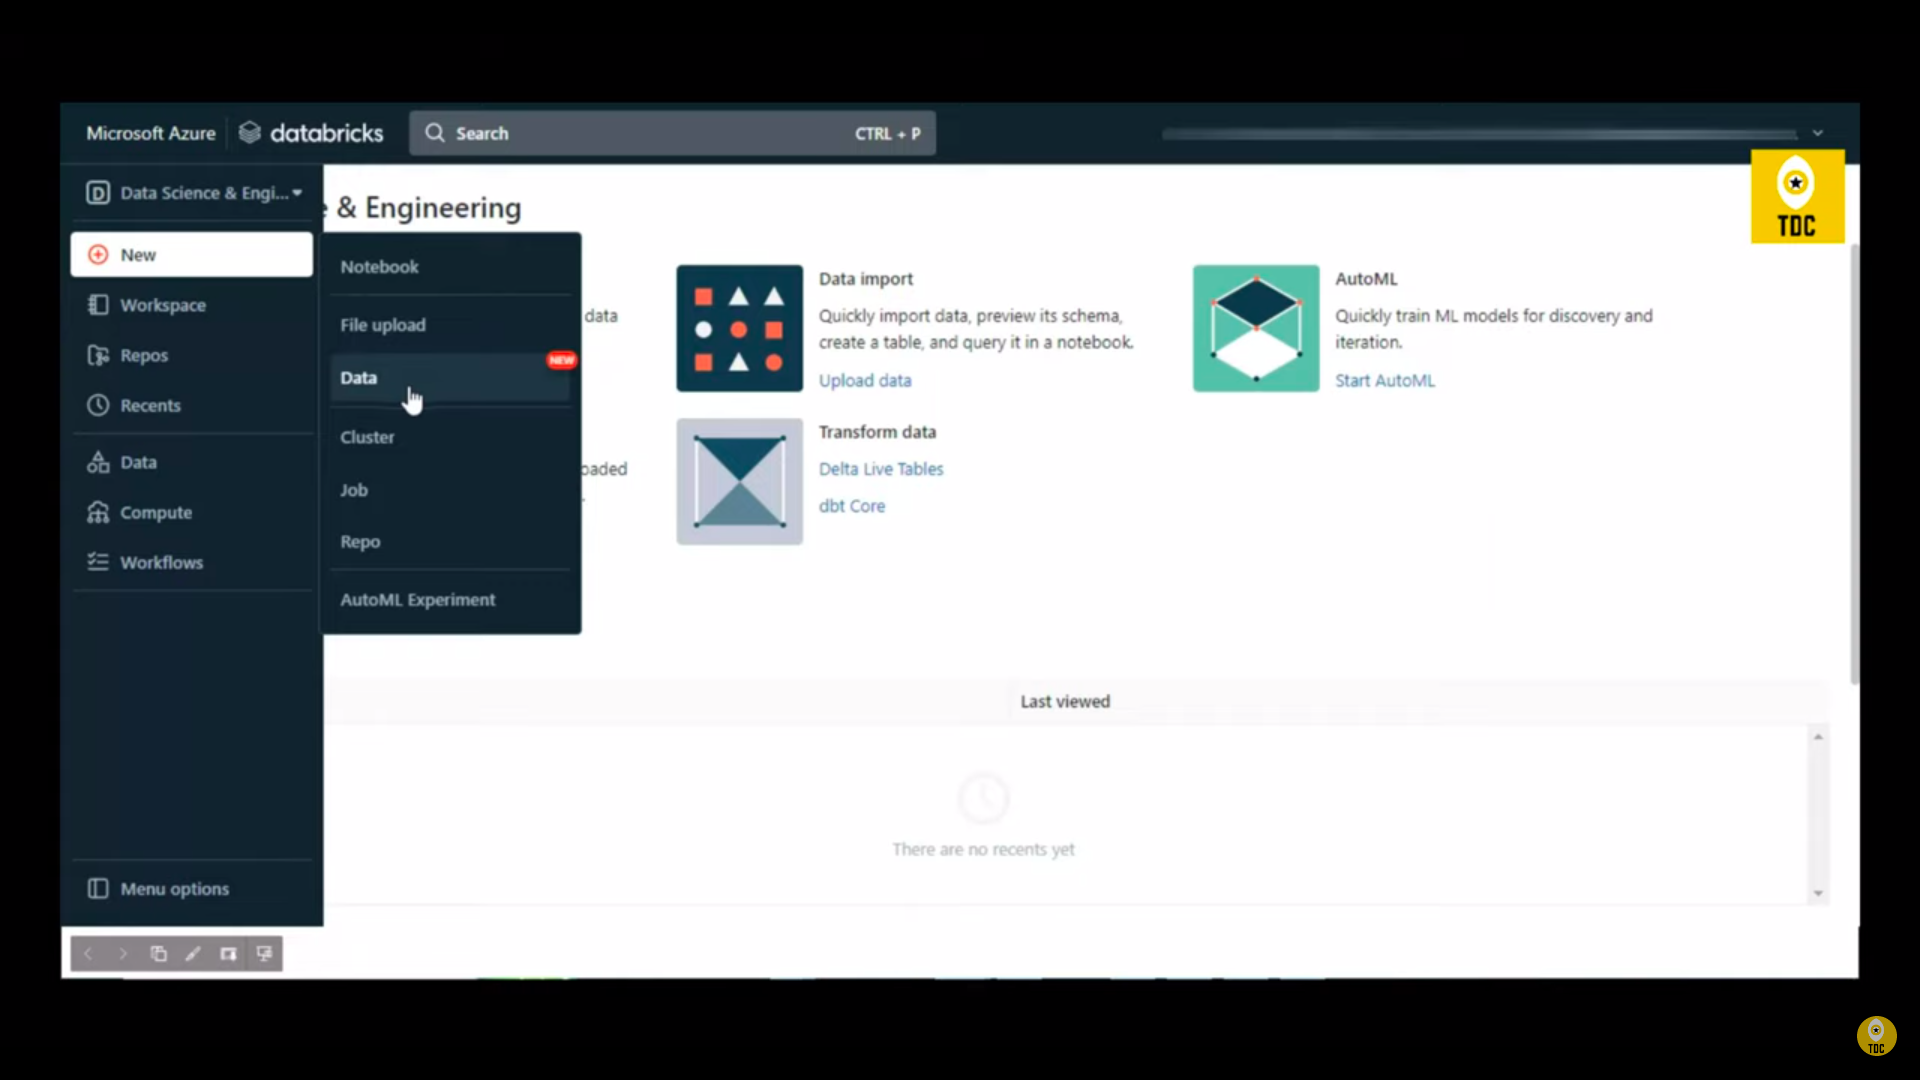 Microsoft Azure
databricks
Search
CTRL + P
TDC
Data Science & Engi...
& Engineering
New
Workspace
Repos
Recents
Data
Compute
Workflows
Menu options
Notebook
File upload
NEW
Data
Cluster
Job
Repo
AutoML Experiment
data
Data import
Quickly import data, preview its schema,
create a table, and query it in a notebook.
Upload data
Transform data
Delta Live Tables
dbt Core
AutoML
Quickly train ML models for discovery and
iteration.
Start AutoML
Last viewed
There are no recents yet
TDC